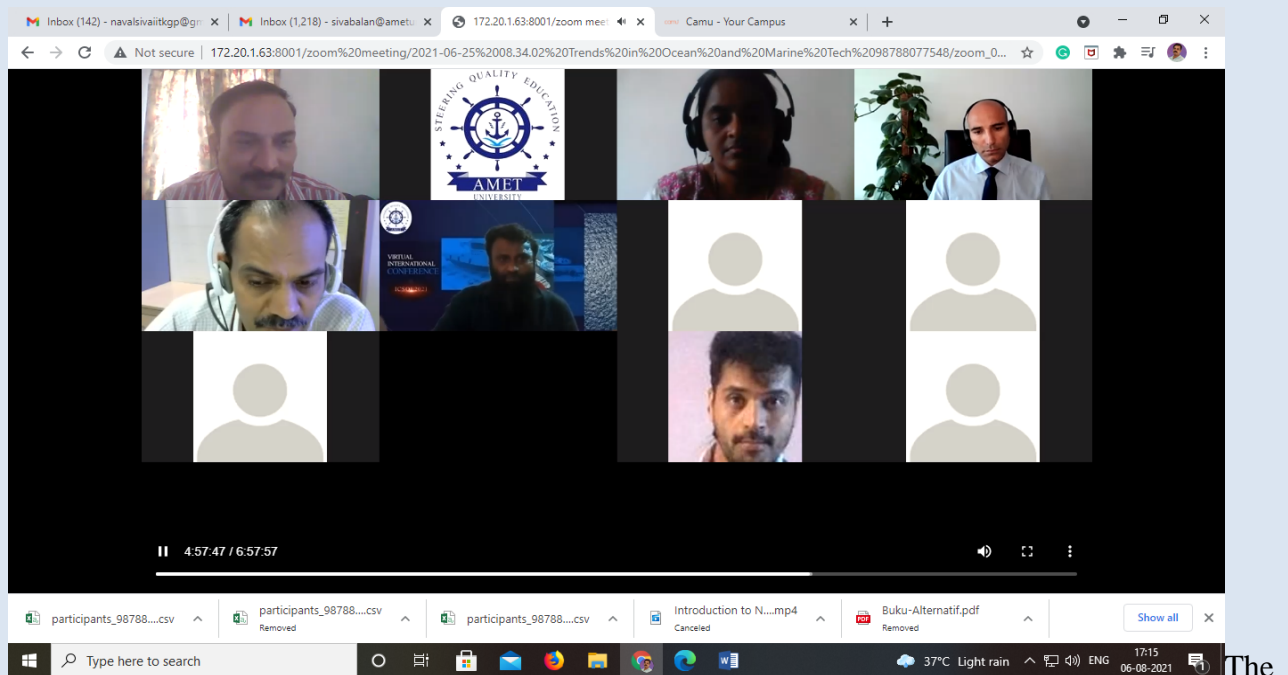 Inbox (142) - navalsivaiitkgp@gm
Inbox (1,218) - sivabalan@ametu
172.20.1.63:8001/zoom meet
Camu - Your Campus
Not secure | 172.20.1.63:8001/zoom%20meeting/2021-06-25%2008.34.02%20Trends%20in%20Ocean%20and%20Marine%20Tech%2098788077548/zoom_0...
STEERING QUALITY EDUCATION
AMET
UNIVERSITY
VIRTUAL
INTERNATIONAL
CONFERENCE
4:57:47 / 6:57:57
participants_98788....csv
participants_98788....csv
Removed
participants_98788....csv
Introduction to N....mp4
Canceled
Buku-Alternatif.pdf
Removed
Show all
Type here to search
37°C Light rain
ENG
17:15
06-08-2021
1
The